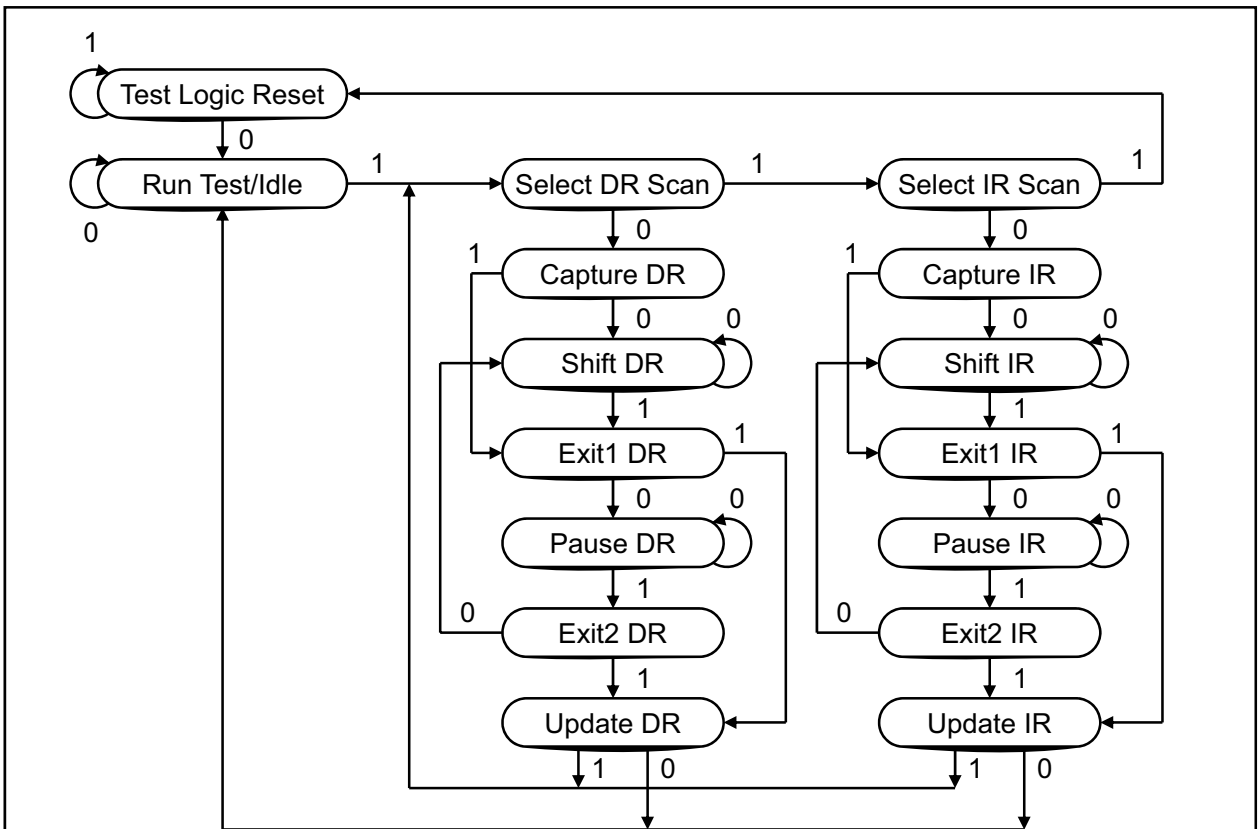 1
Test Logic Reset
0
Run Test/Idle
1
Select DR Scan
1
Select IR Scan
1
0
0
0
1
Capture DR
1
Capture IR
0
0
0
0
Shift DR
Shift IR
1
1
Exit1 DR
1
Exit1 IR
1
0
0
0
0
Pause DR
Pause IR
1
1
0
Exit2 DR
0
Exit2 IR
1
1
Update DR
Update IR
1
0
1
0